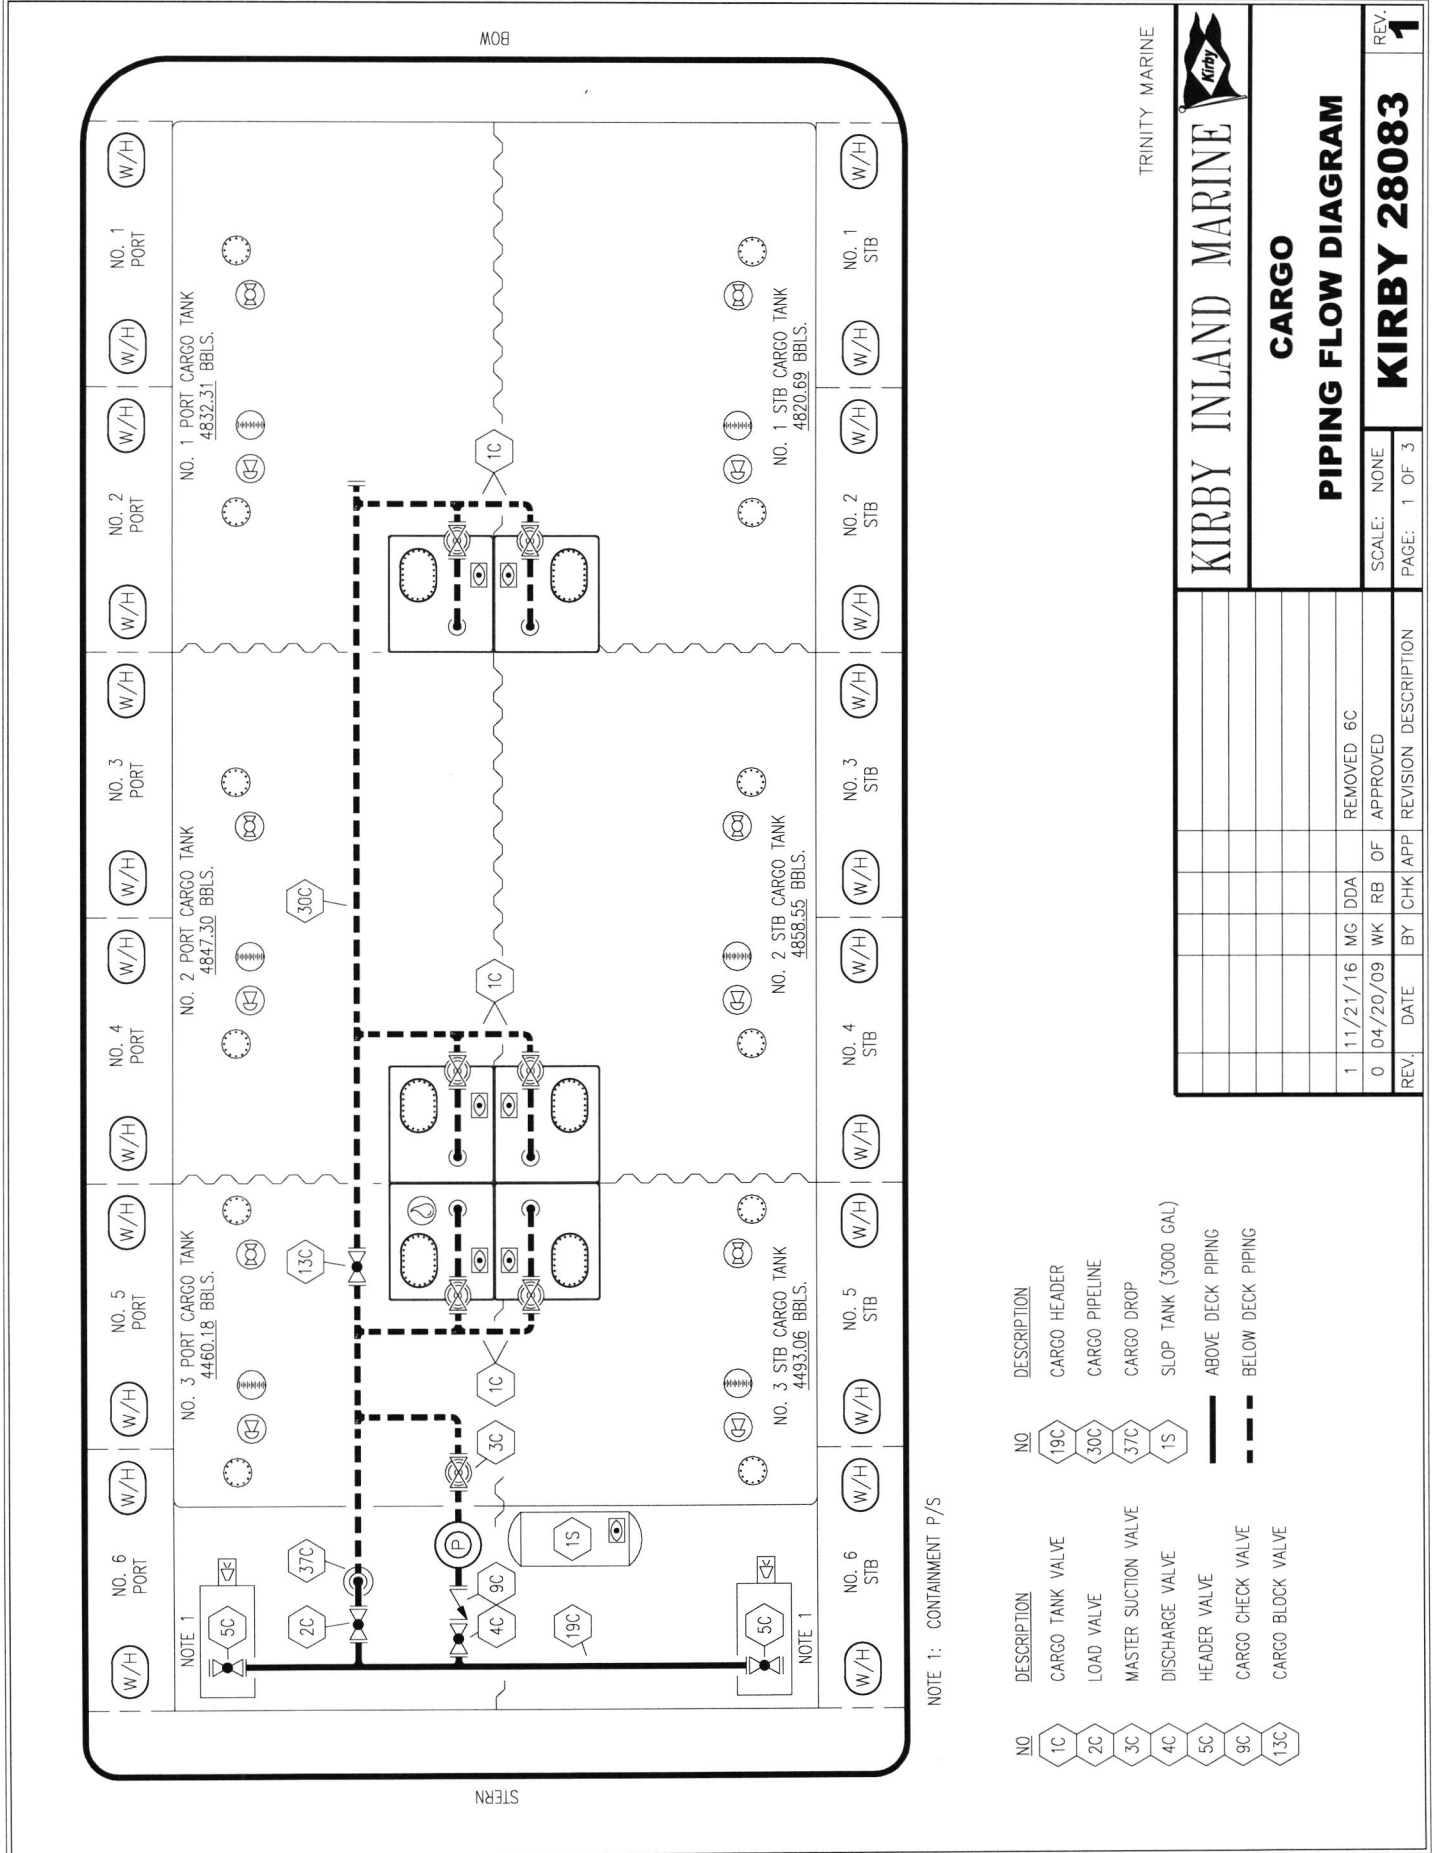 BOW
STERN
W/H
NO. 6
PORT
W/H
W/H
NO. 5
PORT
W/H
W/H
NO. 4
PORT
W/H
W/H
NO. 3
PORT
W/H
W/H
NO. 2
PORT
W/H
W/H
NO. 1
PORT
W/H
NOTE 1
5C
NO. 3 PORT CARGO TANK
4460.18 BBLS.
NO. 2 PORT CARGO TANK
4847.30 BBLS.
NO. 1 PORT CARGO TANK
4832.31 BBLS.
2C
37C
13C
30C
P
4C
9C
3C
1C
1C
1C
19C
1S
5C
NOTE 1
NO. 3 STB CARGO TANK
4493.06 BBLS.
NO. 2 STB CARGO TANK
4858.55 BBLS.
NO. 1 STB CARGO TANK
4820.69 BBLS.
W/H
NO. 6
STB
W/H
W/H
NO. 5
STB
W/H
W/H
NO. 4
STB
W/H
W/H
NO. 3
STB
W/H
W/H
NO. 2
STB
W/H
W/H
NO. 1
STB
W/H
NOTE 1: CONTAINMENT P/S
NO DESCRIPTION
1C CARGO TANK VALVE
2C LOAD VALVE
3C MASTER SUCTION VALVE
4C DISCHARGE VALVE
5C HEADER VALVE
9C CARGO CHECK VALVE
13C CARGO BLOCK VALVE
NO DESCRIPTION
19C CARGO HEADER
30C CARGO PIPELINE
37C CARGO DROP
1S SLOP TANK (3000 GAL)
ABOVE DECK PIPING
BELOW DECK PIPING
TRINITY MARINE
1 11/21/16 MG DDA REMOVED 6C
0 04/20/09 WK RB OF APPROVED
REV. DATE BY CHK APP REVISION DESCRIPTION
KIRBY INLAND MARINE
Kirby
CARGO
PIPING FLOW DIAGRAM
SCALE: NONE
PAGE: 1 OF 3
KIRBY 28083
REV.
1